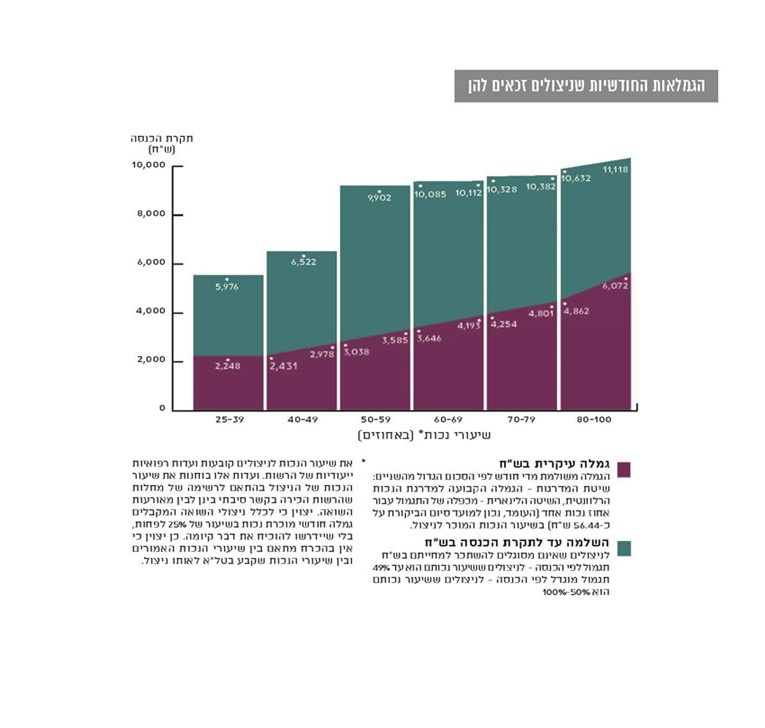 הגמלאות החודשיות שניצולים זכאים להן
תקרת הכנסה
(ש"ח)
10,000
8,000
6,000
4,000
2,000
0
5,976
6,522
9,902
10,085
10,112
10,328
10,382
10,632
11,118
2,248
2,431
2,978
3,038
3,585
3,646
4,193
4,254
4,801
4,862
6,072
25-39
40-49
50-59
60-69
70-79
80-100
שיעורי נכות* (באחוזים)
גמלה עיקרית בש"ח
הגמלה משולמת מדי חודש לפי הסכום הגדול מהשניים:
שיטת המדרגות - הגמלה הקבועה למדרגת הנכות
הרלוונטית, השיטה הלינארית - מכפלה של התגמול עבור
אחוז נכות אחד (העומד, נכון למועד סיום הביקורת על
כ-56.44 ש"ח) בשיעור הנכות המוכר לניצול.
השלמה עד לתקרת הכנסה בש"ח
לניצולים שאינם מסוגלים להשתכר למחייתם בש"ח
תגמול לפי הכנסה - לניצולים ששיעור נכותם הוא עד 49%
תגמול מוגדל לפי הכנסה - לניצולים ששיעור נכותם
הוא 50%-100%
* את שיעור הנכות לניצולים קובעות ועדות רפואיות
ייעודיות של הרשות. ועדות אלו בוחנות את שיעור
הנכות של הניצול בהתאם לרשימה של מחלות
שהרשות הכירה בקשר סיבתי בינן לבין מאורעות
השואה. יצוין כי לכלל ניצולי השואה המקבלים
גמלה חודשי מוכרת נכות בשיעור של 25% לפחות,
בלי שיידרשו להוכיח את דבר קיומה. כן יצוין כי
אין בהכרח מתאם בין שיעורי הנכות האמורים
ובין שיעורי הנכות שקבע בטל"א לאותו ניצול.